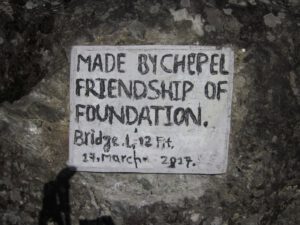 MADE BY CHEPEL
FRIENDSHIP OF
FOUNDATION.
Bridge. L, 12 Fit,
27. March. 2017.